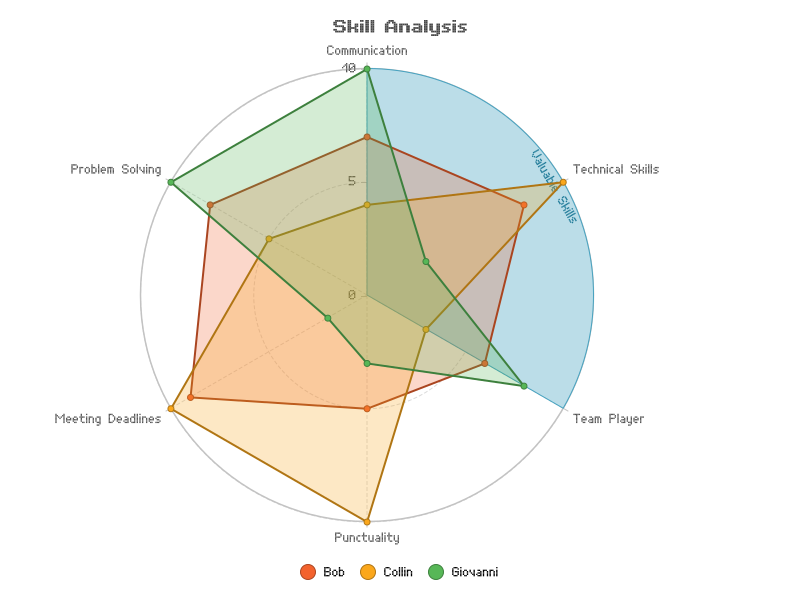 Skill Analysis
Communication
10
Technical Skills
Problem Solving
Valuable Skills
5
0
Meeting Deadlines
Team Player
Punctuality
Bob
Collin
Giovanni